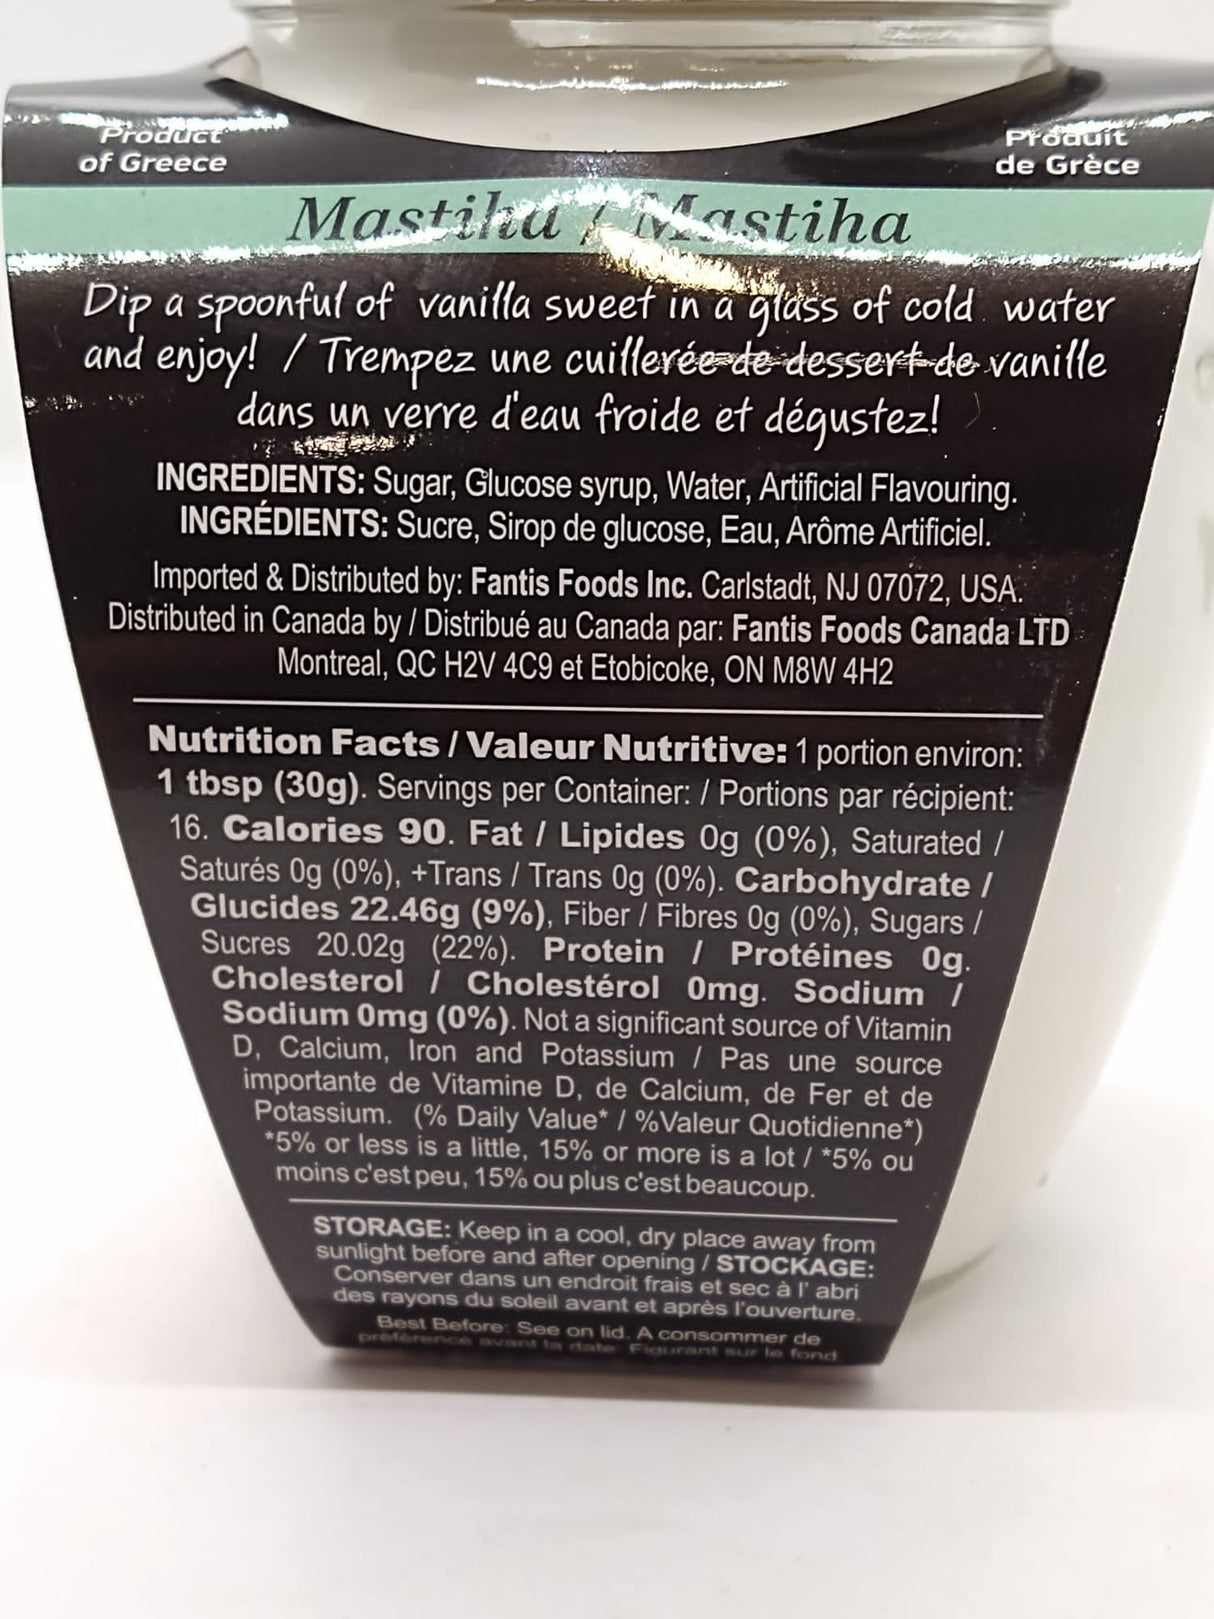 Product
of Greece
Produit
de Grèce
Mastiha / Mastiha
Dip a spoonful of vanilla sweet in a glass of cold water
and enjoy! / Trempez une cuillerée de dessert de vanille
dans un verre d'eau froide et dégustez!
INGREDIENTS: Sugar, Glucose syrup, Water, Artificial Flavouring.
INGRÉDIENTS: Sucre, Sirop de glucose, Eau, Arôme Artificiel.
Imported & Distributed by: Fantis Foods Inc. Carlstadt, NJ 07072, USA.
Distributed in Canada by / Distribué au Canada par: Fantis Foods Canada LTD
Montreal, QC H2V 4C9 et Etobicoke, ON M8W 4H2
Nutrition Facts / Valeur Nutritive: 1 portion environ:
1 tbsp (30g). Servings per Container: / Portions par récipient:
16. Calories 90. Fat / Lipides 0g (0%), Saturated /
Saturés 0g (0%), +Trans / Trans 0g (0%). Carbohydrate /
Glucides 22.46g (9%), Fiber / Fibres 0g (0%), Sugars /
Sucres 20.02g (22%). Protein / Protéines 0g.
Cholesterol / Cholestérol 0mg. Sodium /
Sodium 0mg (0%). Not a significant source of Vitamin
D, Calcium, Iron and Potassium / Pas une source
importante de Vitamine D, de Calcium, de Fer et de
Potassium. (% Daily Value* / %Valeur Quotidienne*)
*5% or less is a little, 15% or more is a lot / *5% ou
moins c'est peu, 15% ou plus c'est beaucoup.
STORAGE: Keep in a cool, dry place away from
sunlight before and after opening / STOCKAGE:
Conserver dans un endroit frais et sec à l' abri
des rayons du soleil avant et après l'ouverture.
Best Before: See on lid. A consommer de
préférence avant la date: Figurant sur le fond